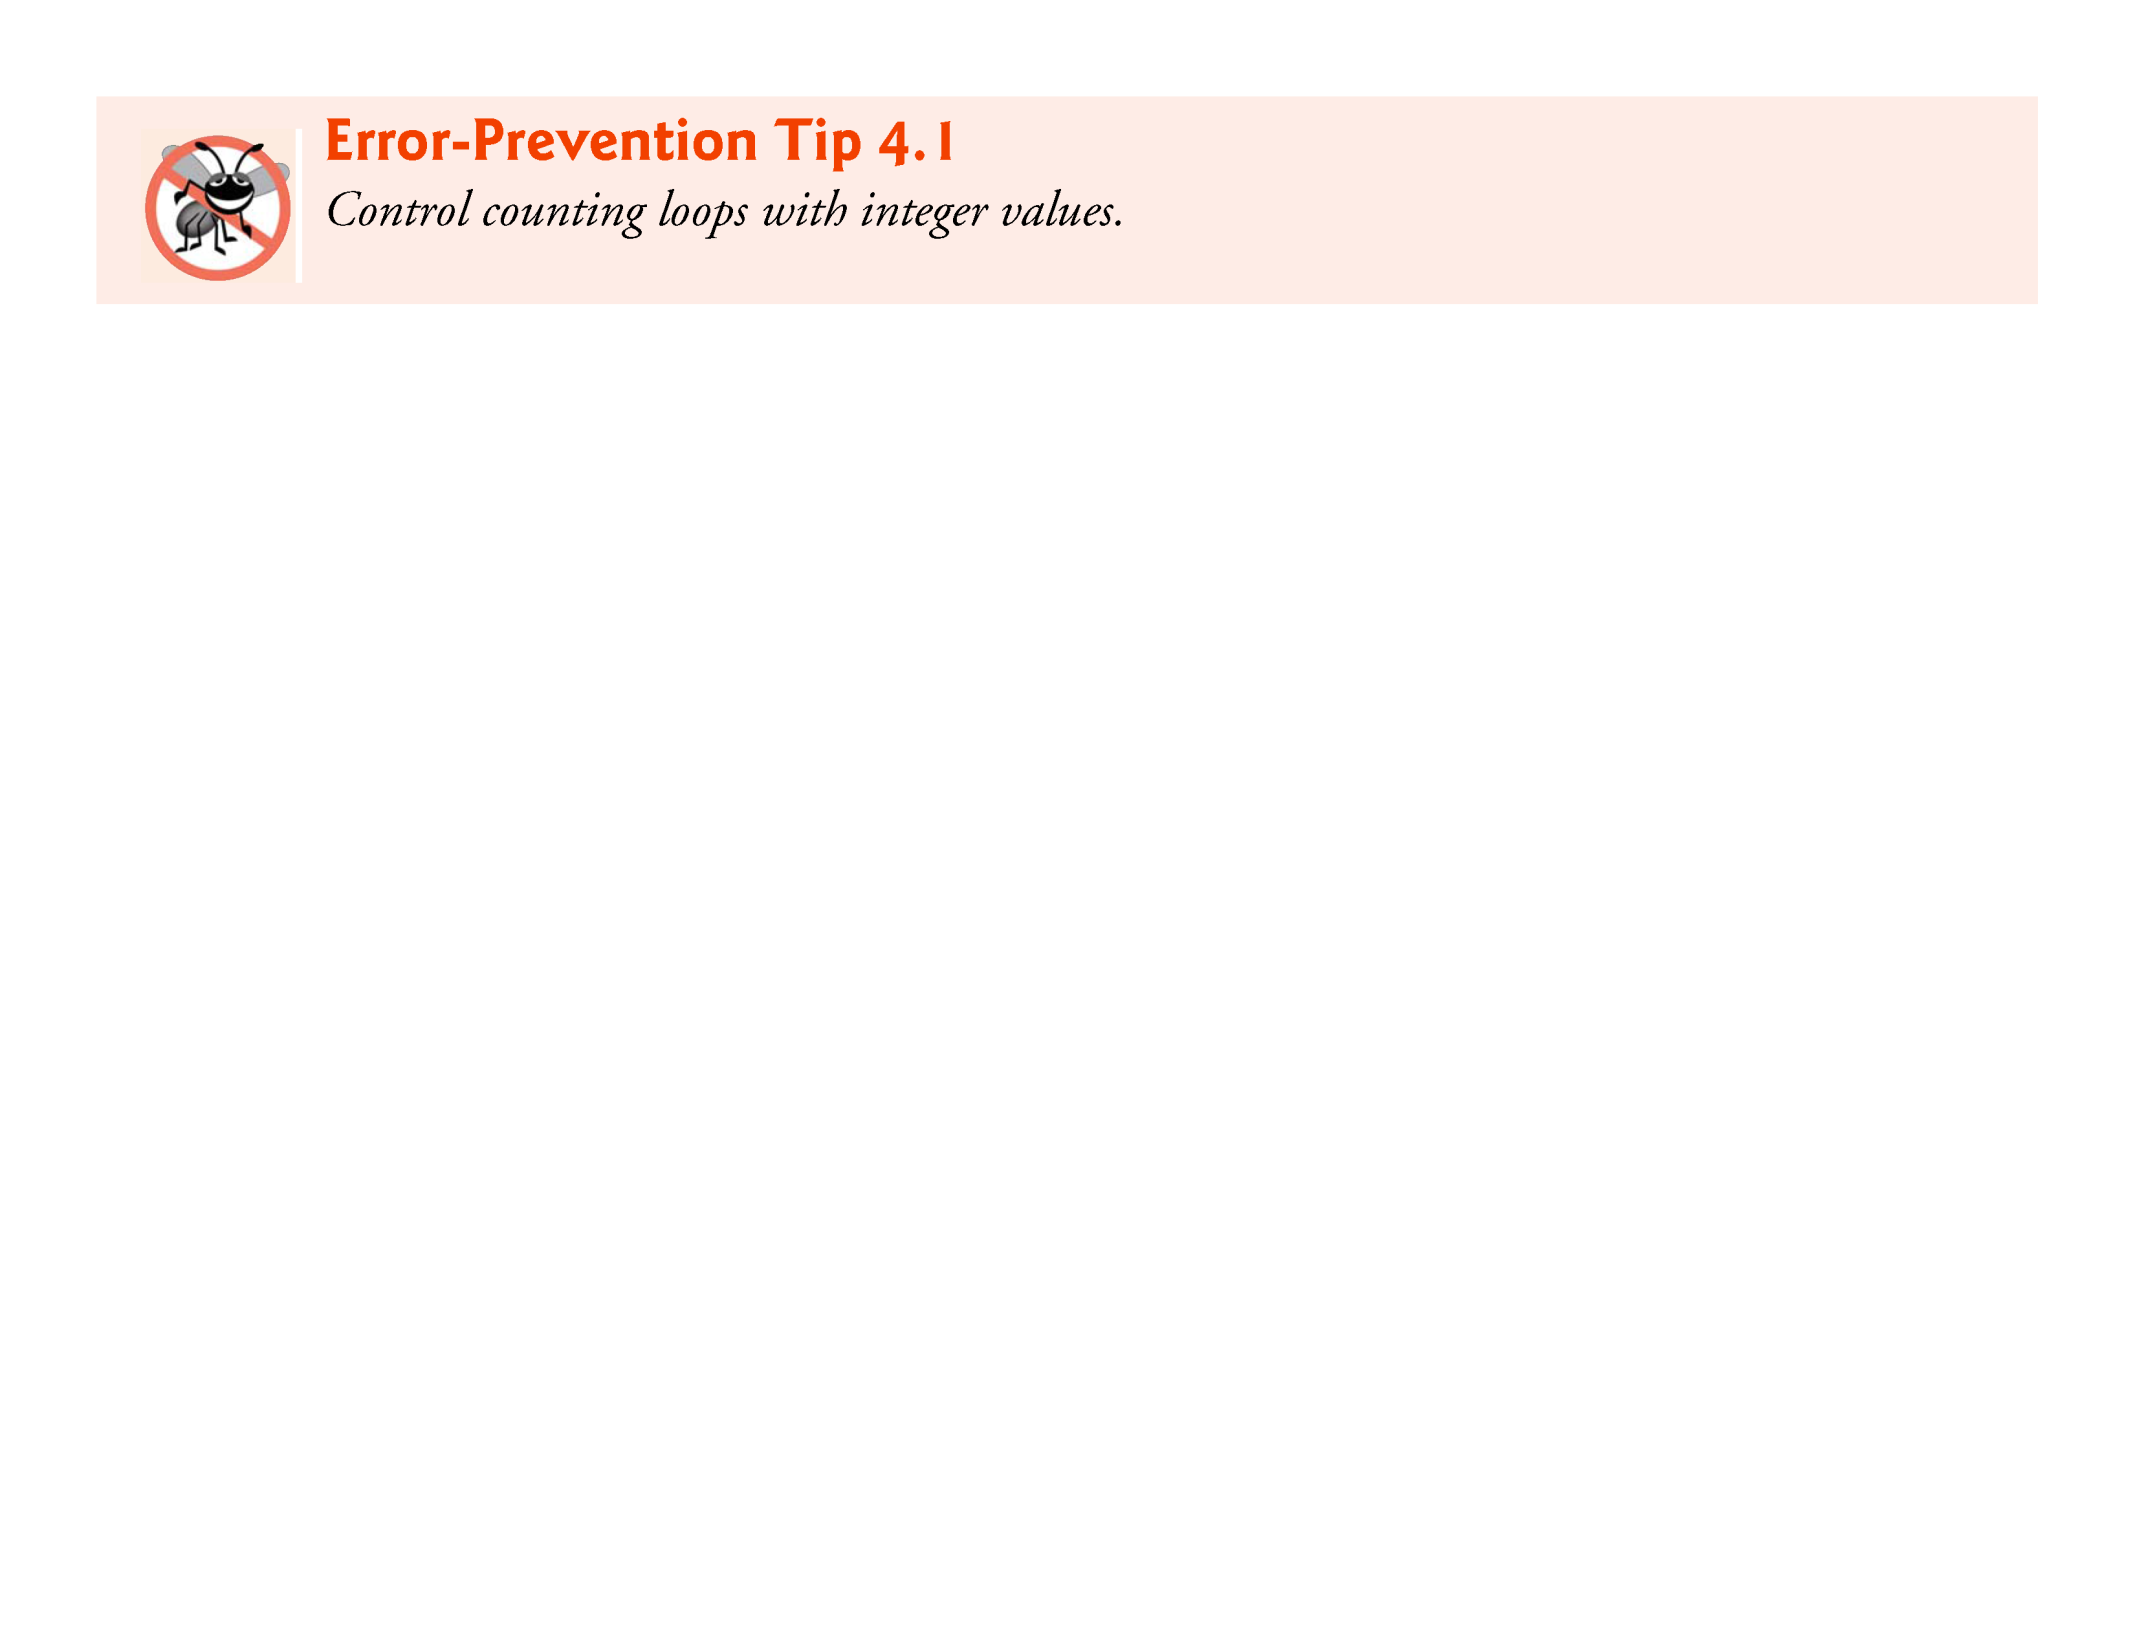 Error-Prevention Tip 4.1
Control counting loops with integer values.